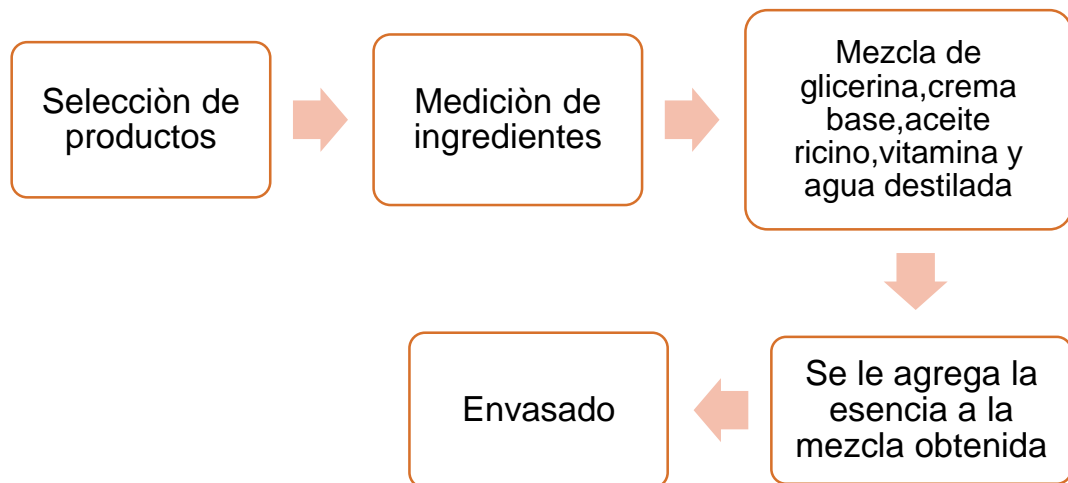 Selecciòn de
productos
Mediciòn de
ingredientes
Mezcla de
glicerina,crema
base,aceite
ricino,vitamina y
agua destilada
Se le agrega la
esencia a la
mezcla obtenida
Envasado